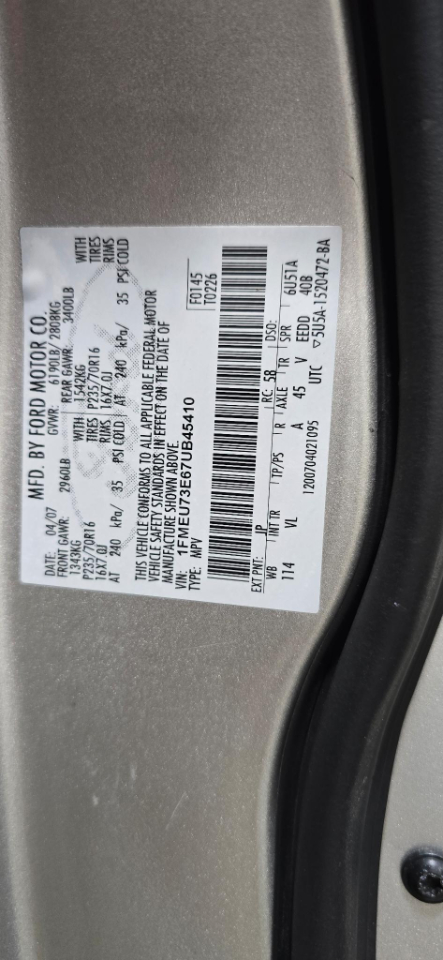 MFD. BY FORD MOTOR CO.
DATE: 04/07 GVWR: 6190LB/ 2808KG
FRONT GAWR: 2960LB REAR GAWR: 3400LB
1343KG WITH 1542KG WITH
P235/70R16 TIRES P235/70R16 TIRES
16X7.0J RIMS 16X7.0J RIMS
AT 240 kPa/ 35 PSI COLD AT 240 kPa/ 35 PSI COLD
THIS VEHICLE CONFORMS TO ALL APPLICABLE FEDERAL MOTOR
VEHICLE SAFETY STANDARDS IN EFFECT ON THE DATE OF
MANUFACTURE SHOWN ABOVE.
VIN: 1FMEU73E67UB45410
TYPE: MPV
F0145
T0226
EXT PNT: JP RC: 58 DSO:
WB INT TR TP/PS R AXLE TR SPR 6U51A
114 VL A 45 V EEDD 40B
UTC ▽5U5A-1520472-BA
1200704021095